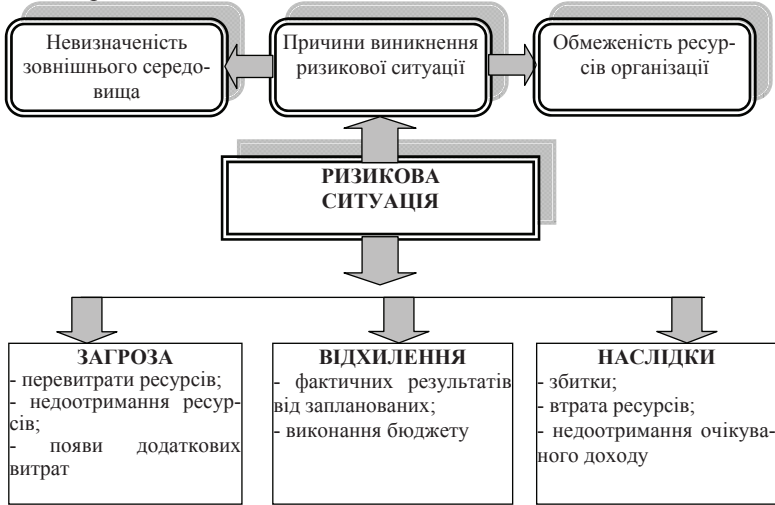 Невизначеність
зовнішнього середо-
вища
Причини виникнення
ризикової ситуації
Обмеженість ресур-
сів організації
РИЗИКОВА
СИТУАЦІЯ
ЗАГРОЗА
- перевитрати ресурсів;
- недоотримання ресур-
сів;
- появи додаткових
витрат
ВІДХИЛЕННЯ
- фактичних результатів
від запланованих;
- виконання бюджету
НАСЛІДКИ
- збитки;
- втрата ресурсів;
- недоотримання очікува-
ного доходу